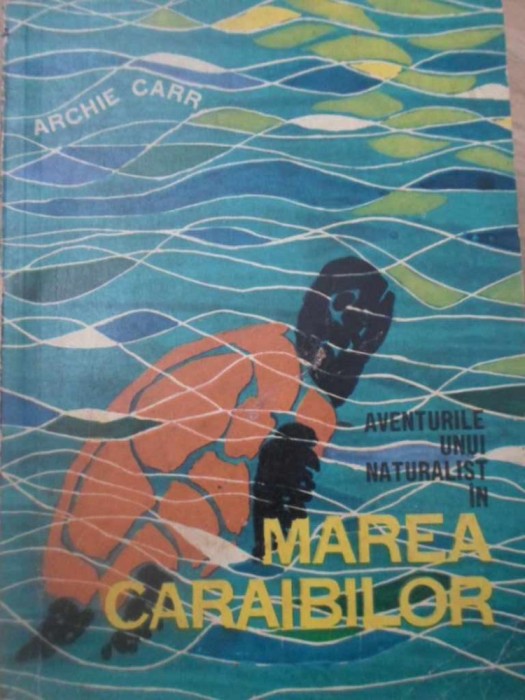 ARCHIE CARR
AVENTURILE
UNUI
NATURALIST
ÎN
MAREA
CARAIBILOR